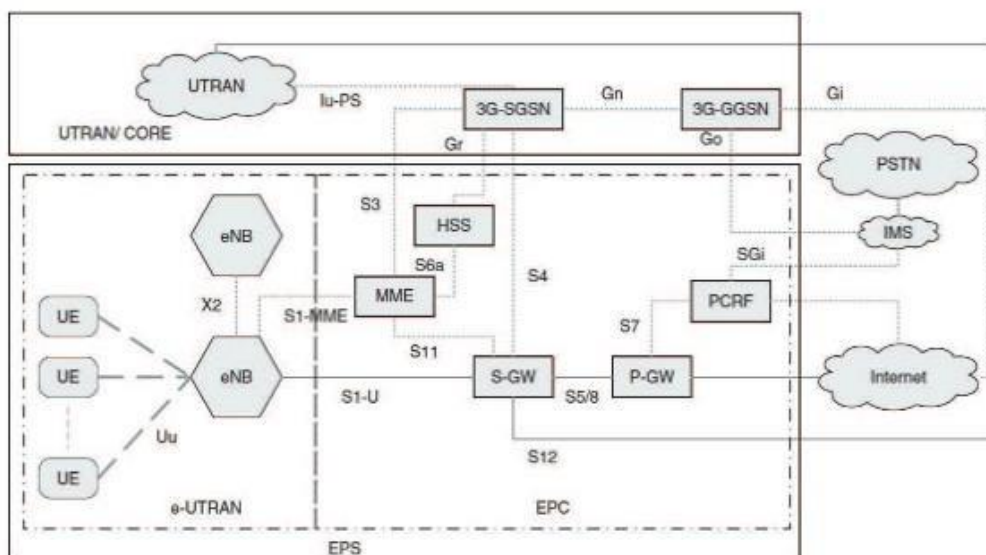 UTRAN
Iu-PS
3G-SGSN
Gn
3G-GGSN
Gi
UTRAN/ CORE
Gr
Go
PSTN
S3
HSS
eNB
IMS
S6a
SGi
S4
MME
PCRF
X2
UE
S1-MME
S7
S11
UE
eNB
S-GW
P-GW
Internet
S1-U
S5/8
Uu
S12
UE
e-UTRAN
EPC
EPS